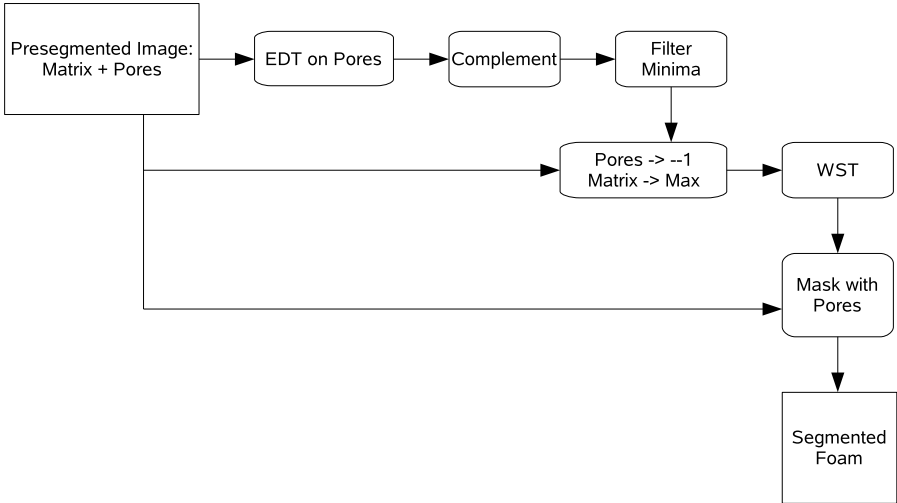 Presegmented Image:
Matrix + Pores
EDT on Pores
Complement
Filter
Minima
Pores -> --1
Matrix -> Max
WST
Mask with
Pores
Segmented
Foam